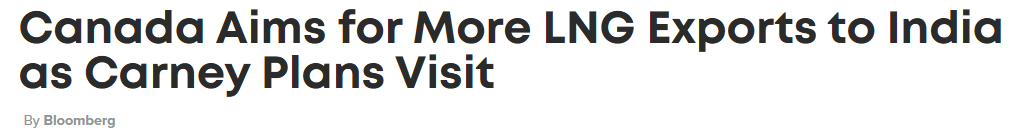 Canada Aims for More LNG Exports to India
as Carney Plans Visit
By Bloomberg